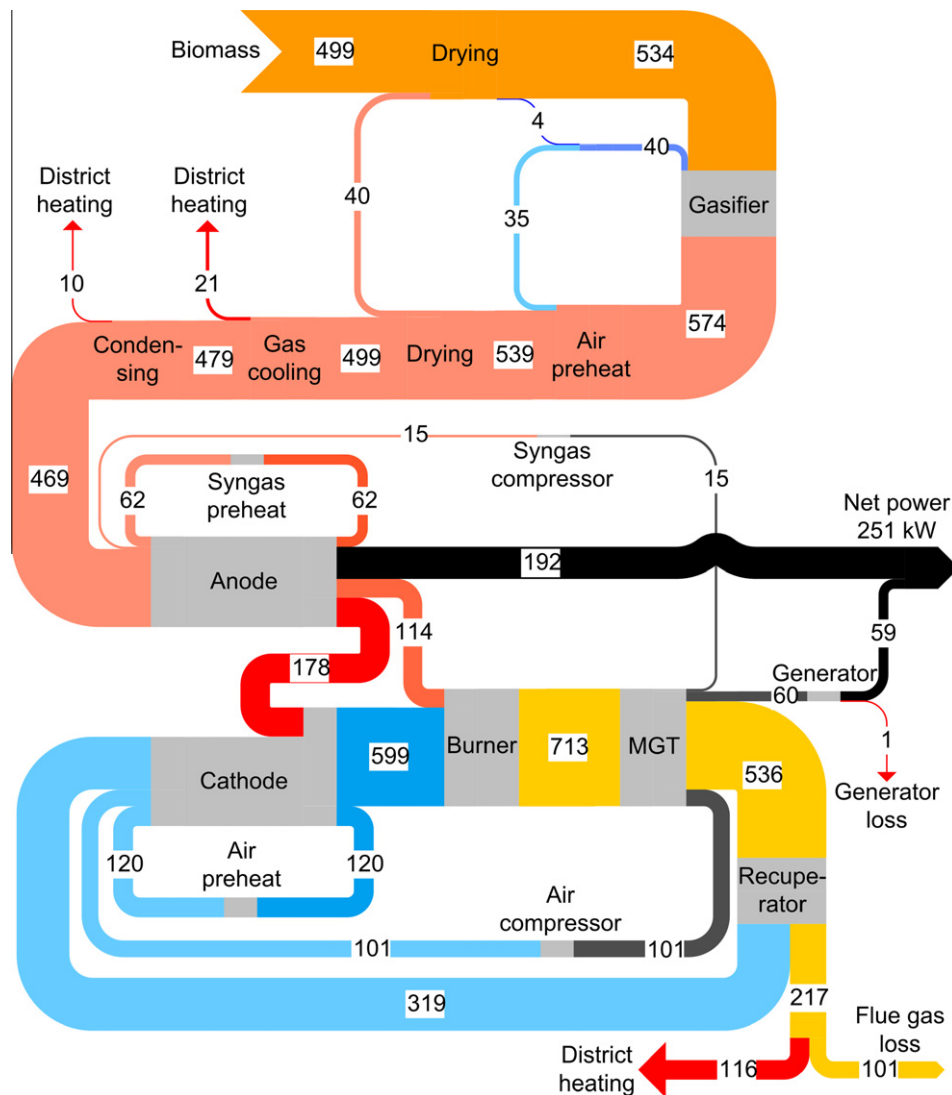 Biomass
499
Drying
534
4
40
40
35
Gasifier
District
heating
District
heating
10
21
574
Conden-
sing
479
Gas
cooling
499
Drying
539
Air
preheat
469
15
Syngas
compressor
15
62
Syngas
preheat
62
Net power
251 kW
192
Anode
114
59
178
Generator
60
599
Burner
713
MGT
1
Generator
loss
536
Cathode
120
Air
preheat
120
Air
compressor
Recupe-
rator
101
101
319
217
Flue gas
loss
District
heating
116
101